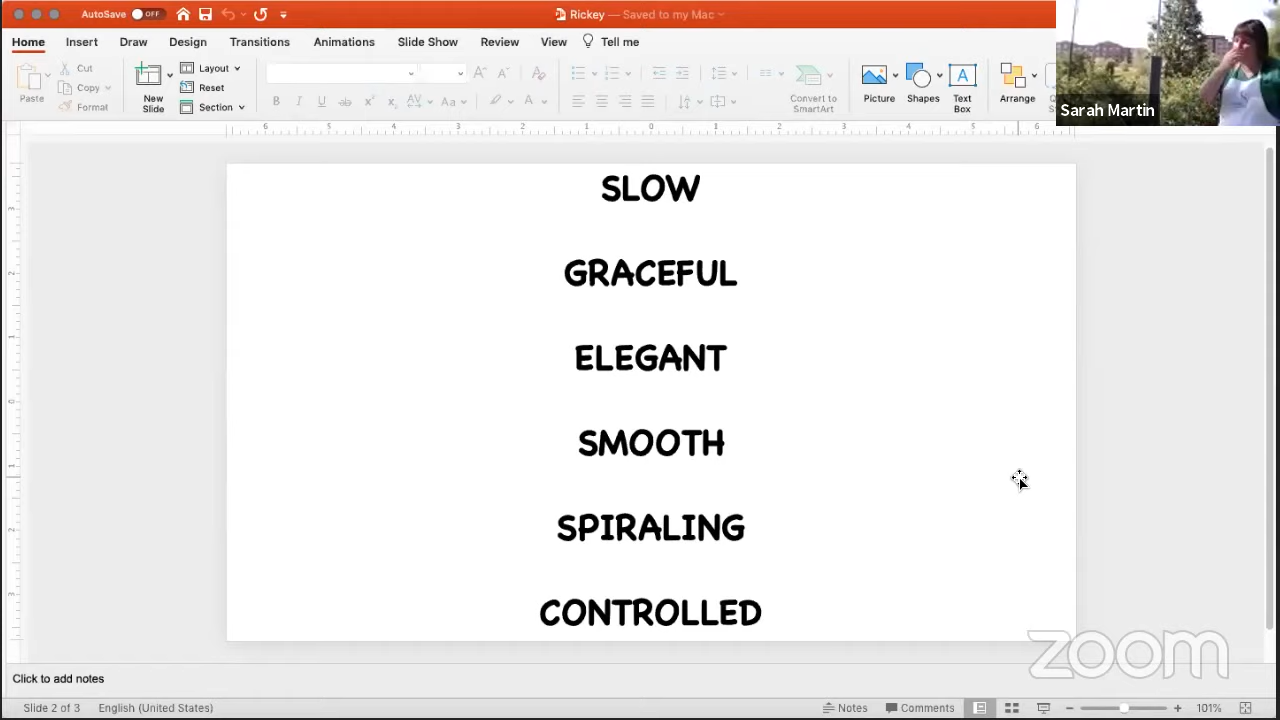 AutoSave OFF
Rickey — Saved to my Mac
Home Insert Draw Design Transitions Animations Slide Show Review View Tell me
Paste
Cut
Copy
Format
New Slide
Layout
Reset
Section
Convert to SmartArt
Picture
Shapes
Text Box
Arrange
Sarah Martin
SLOW
GRACEFUL
ELEGANT
SMOOTH
SPIRALING
CONTROLLED
zoom
Click to add notes
Slide 2 of 3 English (United States) Notes Comments 101%